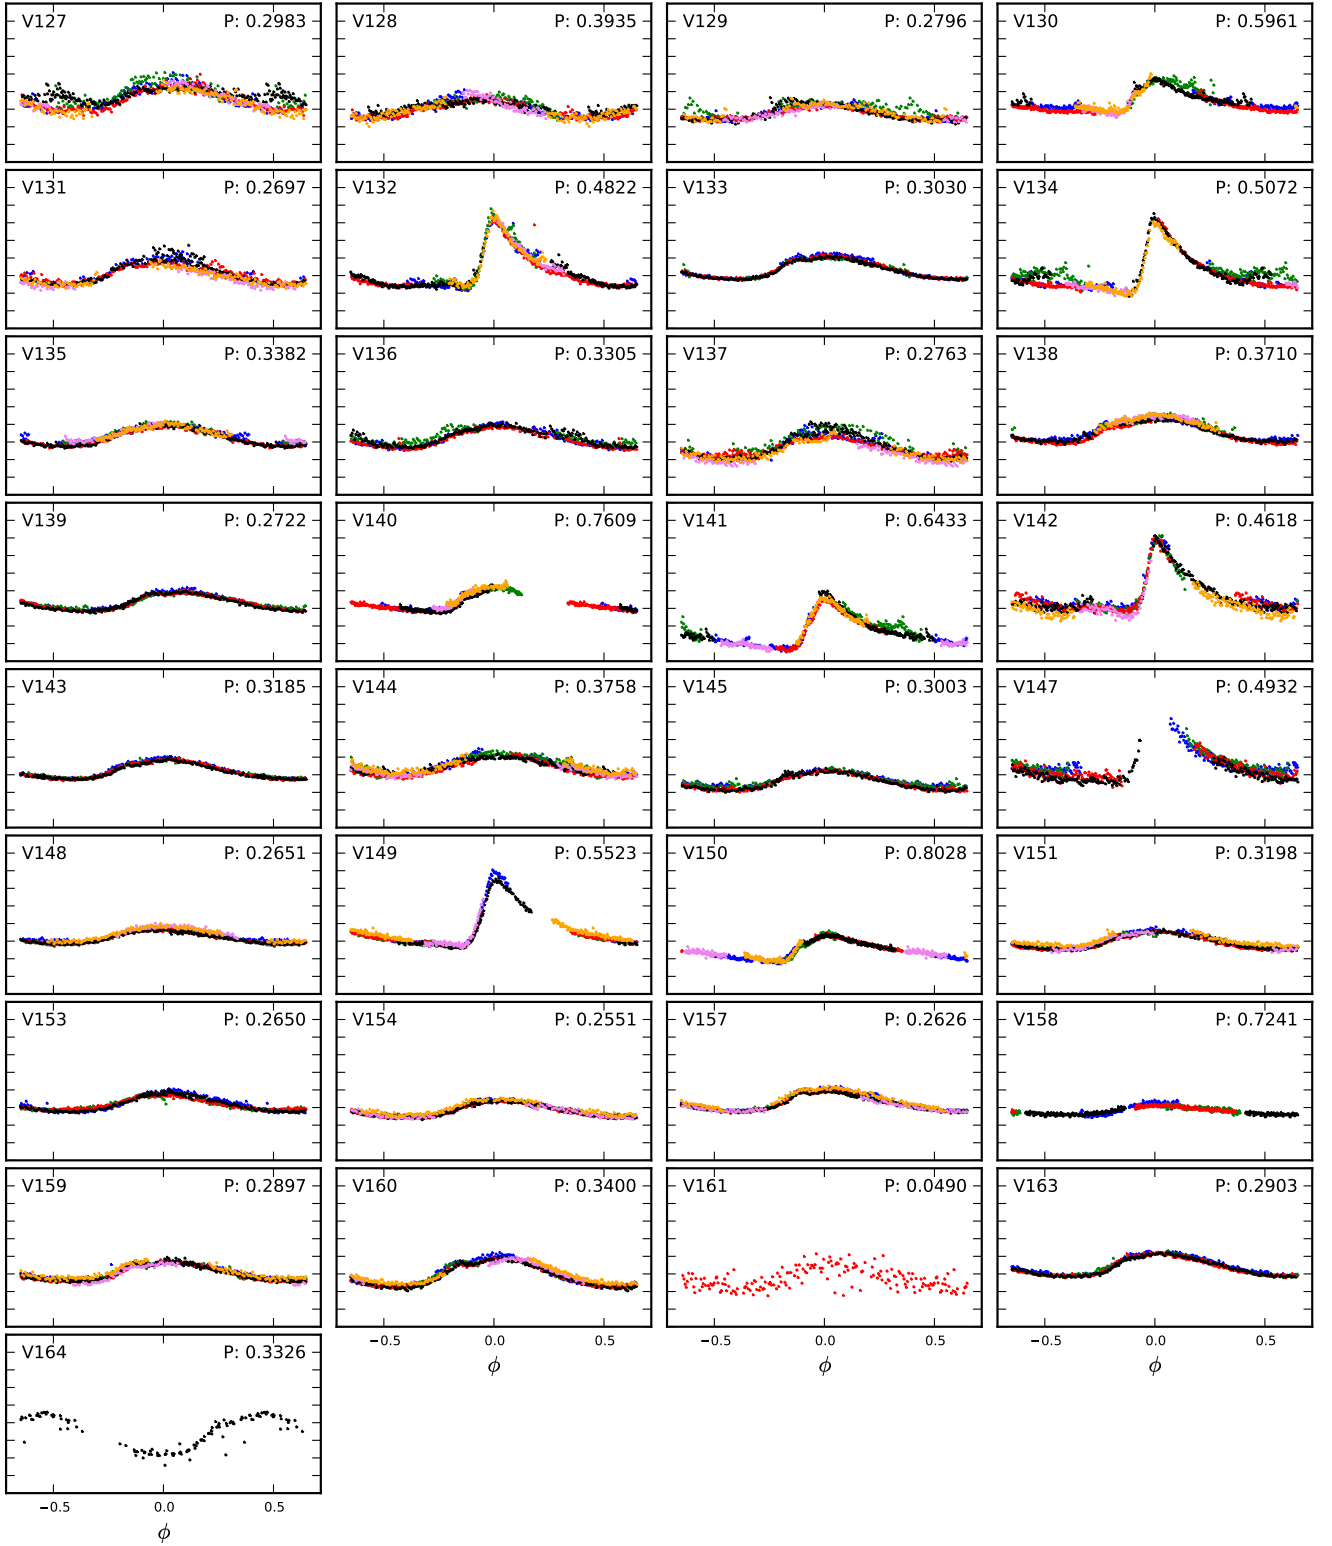 V127 P: 0.2983 V128 P: 0.3935 V129 P: 0.2796 V130 P: 0.5961
V131 P: 0.2697 V132 P: 0.4822 V133 P: 0.3030 V134 P: 0.5072
V135 P: 0.3382 V136 P: 0.3305 V137 P: 0.2763 V138 P: 0.3710
V139 P: 0.2722 V140 P: 0.7609 V141 P: 0.6433 V142 P: 0.4618
V143 P: 0.3185 V144 P: 0.3758 V145 P: 0.3003 V147 P: 0.4932
V148 P: 0.2651 V149 P: 0.5523 V150 P: 0.8028 V151 P: 0.3198
V153 P: 0.2650 V154 P: 0.2551 V157 P: 0.2626 V158 P: 0.7241
V159 P: 0.2897 V160 P: 0.3400 V161 P: 0.0490 V163 P: 0.2903
−0.5 0.0 0.5 −0.5 0.0 0.5 −0.5 0.0 0.5
ϕ ϕ ϕ
V164 P: 0.3326
−0.5 0.0 0.5
ϕ